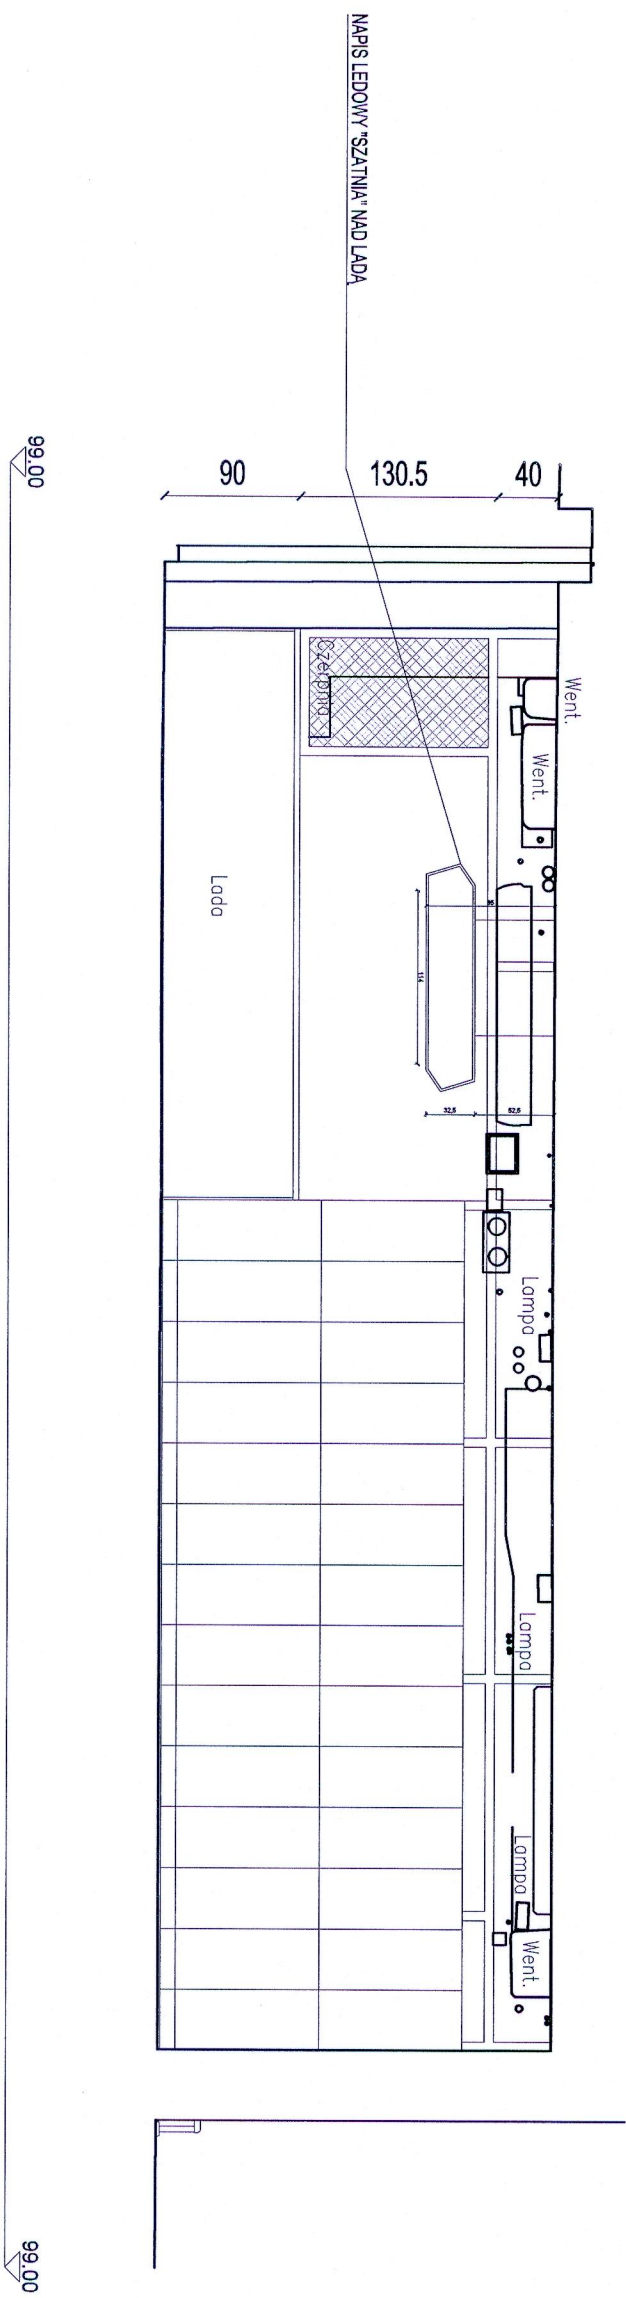 NAPIS LEDOWY "SZATNIA" NAD LADĄ
99.00
90
130.5
40
Went.
Went.
Czerpnia
Lada
95
114
32,5
52,5
Lampa
Lampa
Lampa
Went.
99.00